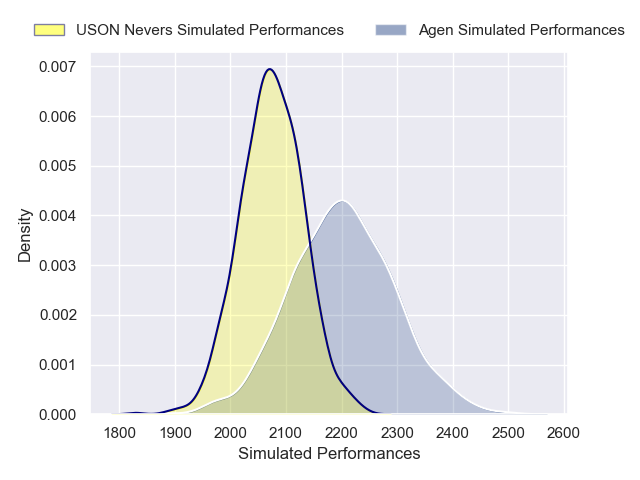 USON Nevers Simulated Performances
Agen Simulated Performances
0.007
0.006
0.005
0.004
0.003
0.002
0.001
0.000
Density
1800 1900 2000 2100 2200 2300 2400 2500 2600
Simulated Performances